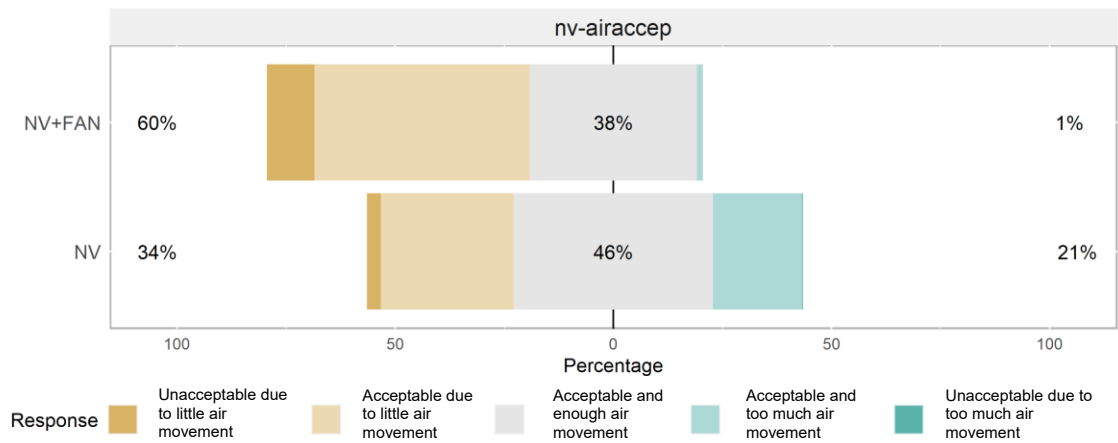 nv-airaccep
NV+FAN
60%
38%
1%
NV
34%
46%
21%
100
50
0
50
100
Percentage
Response
Unacceptable due
to little air
movement
Acceptable due
to little air
movement
Acceptable and
enough air
movement
Acceptable and
too much air
movement
Unacceptable due to
too much air
movement